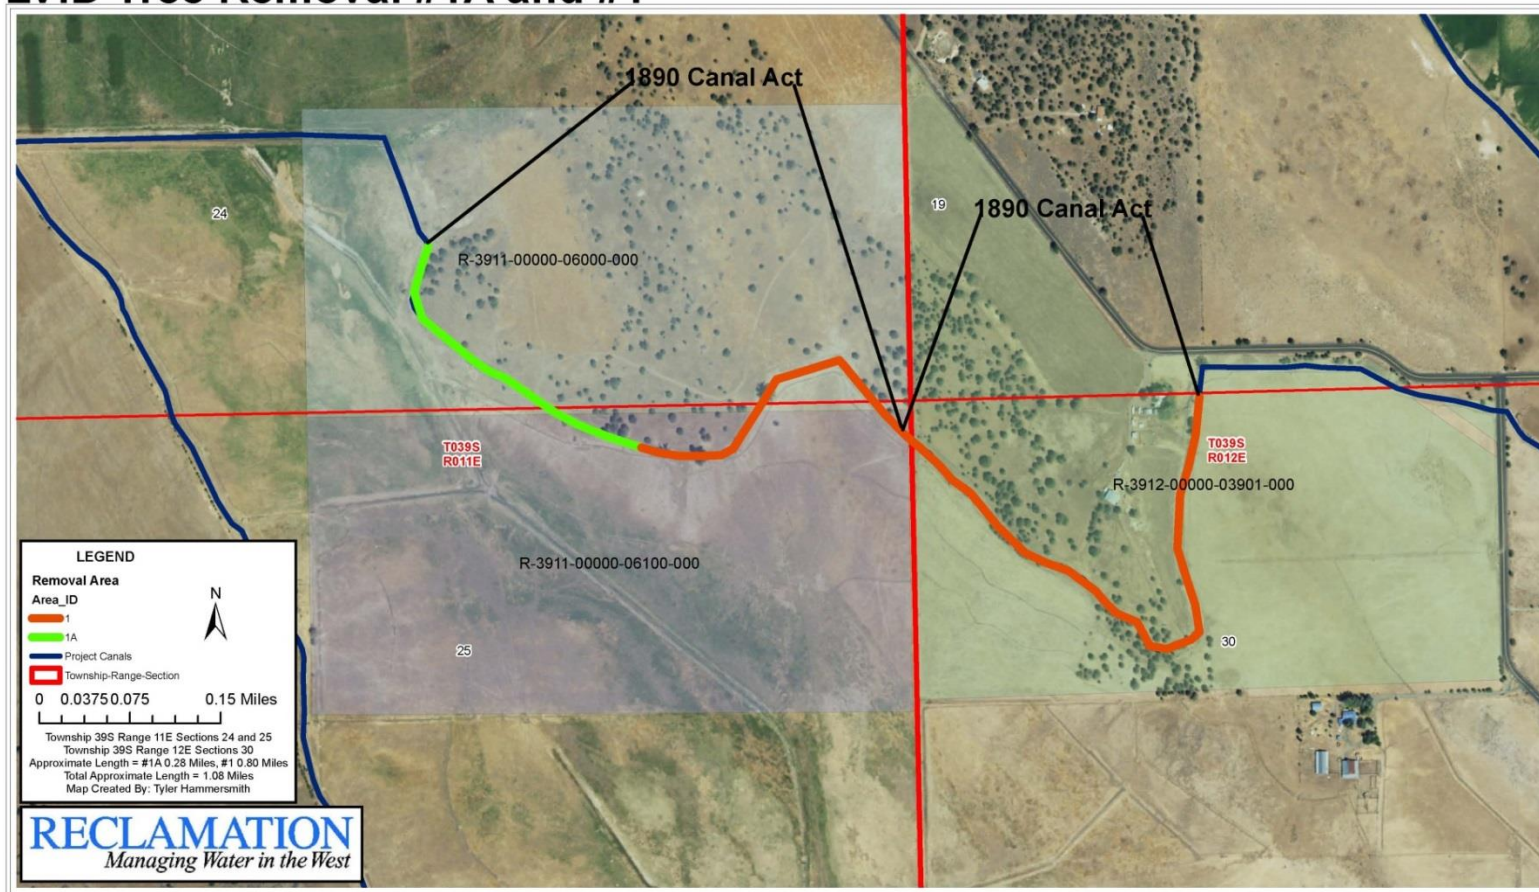 1890 Canal Act
1890 Canal Act
24
19
R-3911-00000-06000-000
T039S
R011E
T039S
R012E
R-3912-00000-03901-000
R-3911-00000-06100-000
25
30
LEGEND
Removal Area
Area_ID
N
1
1A
Project Canals
Township-Range-Section
0 0.0375 0.075 0.15 Miles
Township 39S Range 11E Sections 24 and 25
Township 39S Range 12E Sections 30
Approximate Length = #1A 0.28 Miles, #1 0.80 Miles
Total Approximate Length = 1.08 Miles
Map Created By: Tyler Hammersmith
RECLAMATION
Managing Water in the West